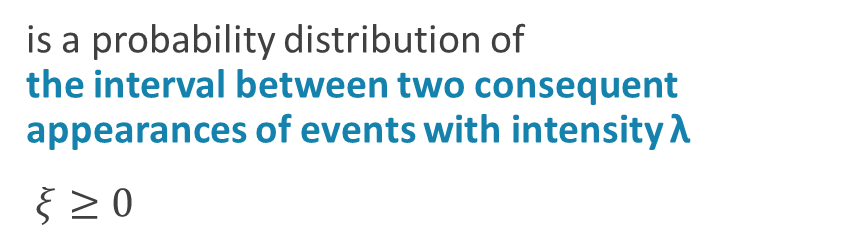 is a probability distribution of
the interval between two consequent
appearances of events with intensity λ
ξ ≥ 0